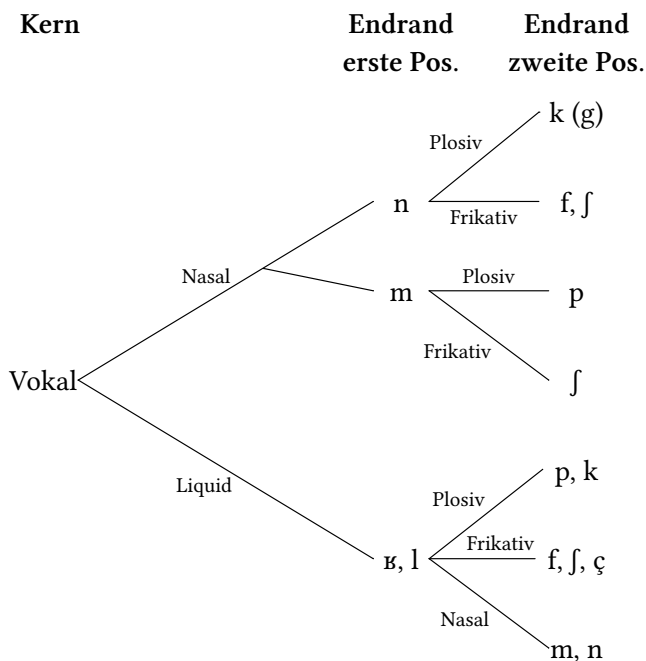 Kern Endrand Endrand
erste Pos. zweite Pos.
k (g)
Plosiv
n f, ʃ
Frikativ
Nasal Plosiv
m p
Frikativ
Vokal ʃ
p, k
Liquid Plosiv
Frikativ
ʁ, l f, ʃ, ç
Nasal
m, n